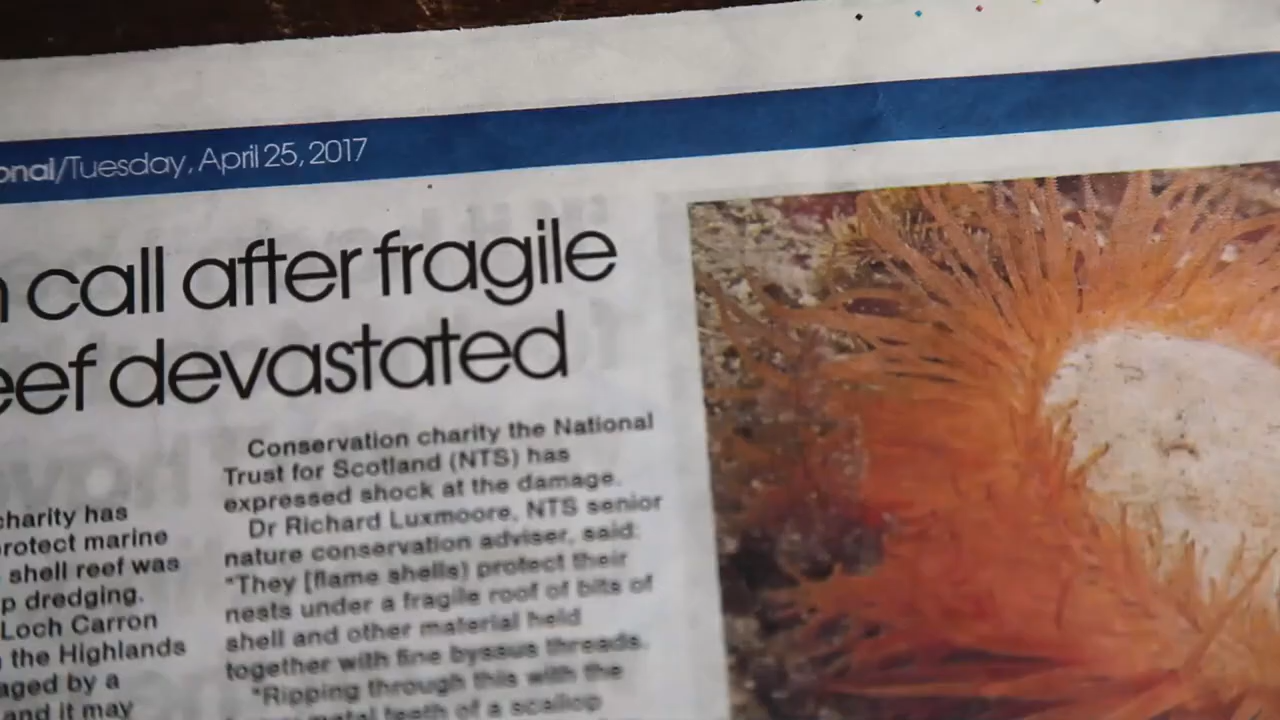 onal/Tuesday, April 25, 2017
call after fragile
eef devastated
charity has
protect marine
shell reef was
p dredging.
Loch Carron
the Highlands
aged by a
and it may
Conservation charity the National
Trust for Scotland (NTS) has
expressed shock at the damage.
Dr Richard Luxmoore, NTS senior
nature conservation adviser, said:
"They [flame shells) protect their
nests under a fragile roof of bits of
shell and other material held
together with fine byssus threads.
"Ripping through this with the
metal teeth of a scallop